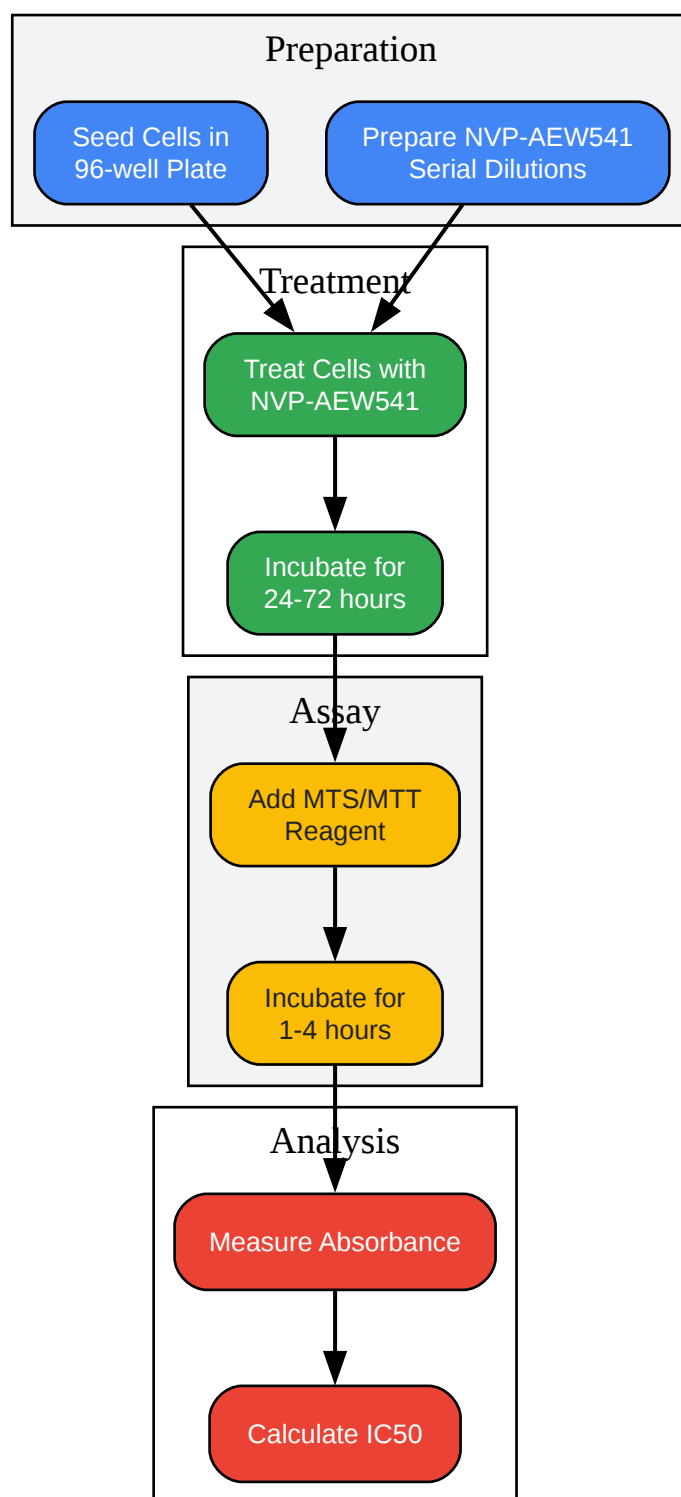 Preparation
Seed Cells in
96-well Plate
Prepare NVP-AEW541
Serial Dilutions
Treatment
Treat Cells with
NVP-AEW541
Incubate for
24-72 hours
Assay
Add MTS/MTT
Reagent
Incubate for
1-4 hours
Analysis
Measure Absorbance
Calculate IC50